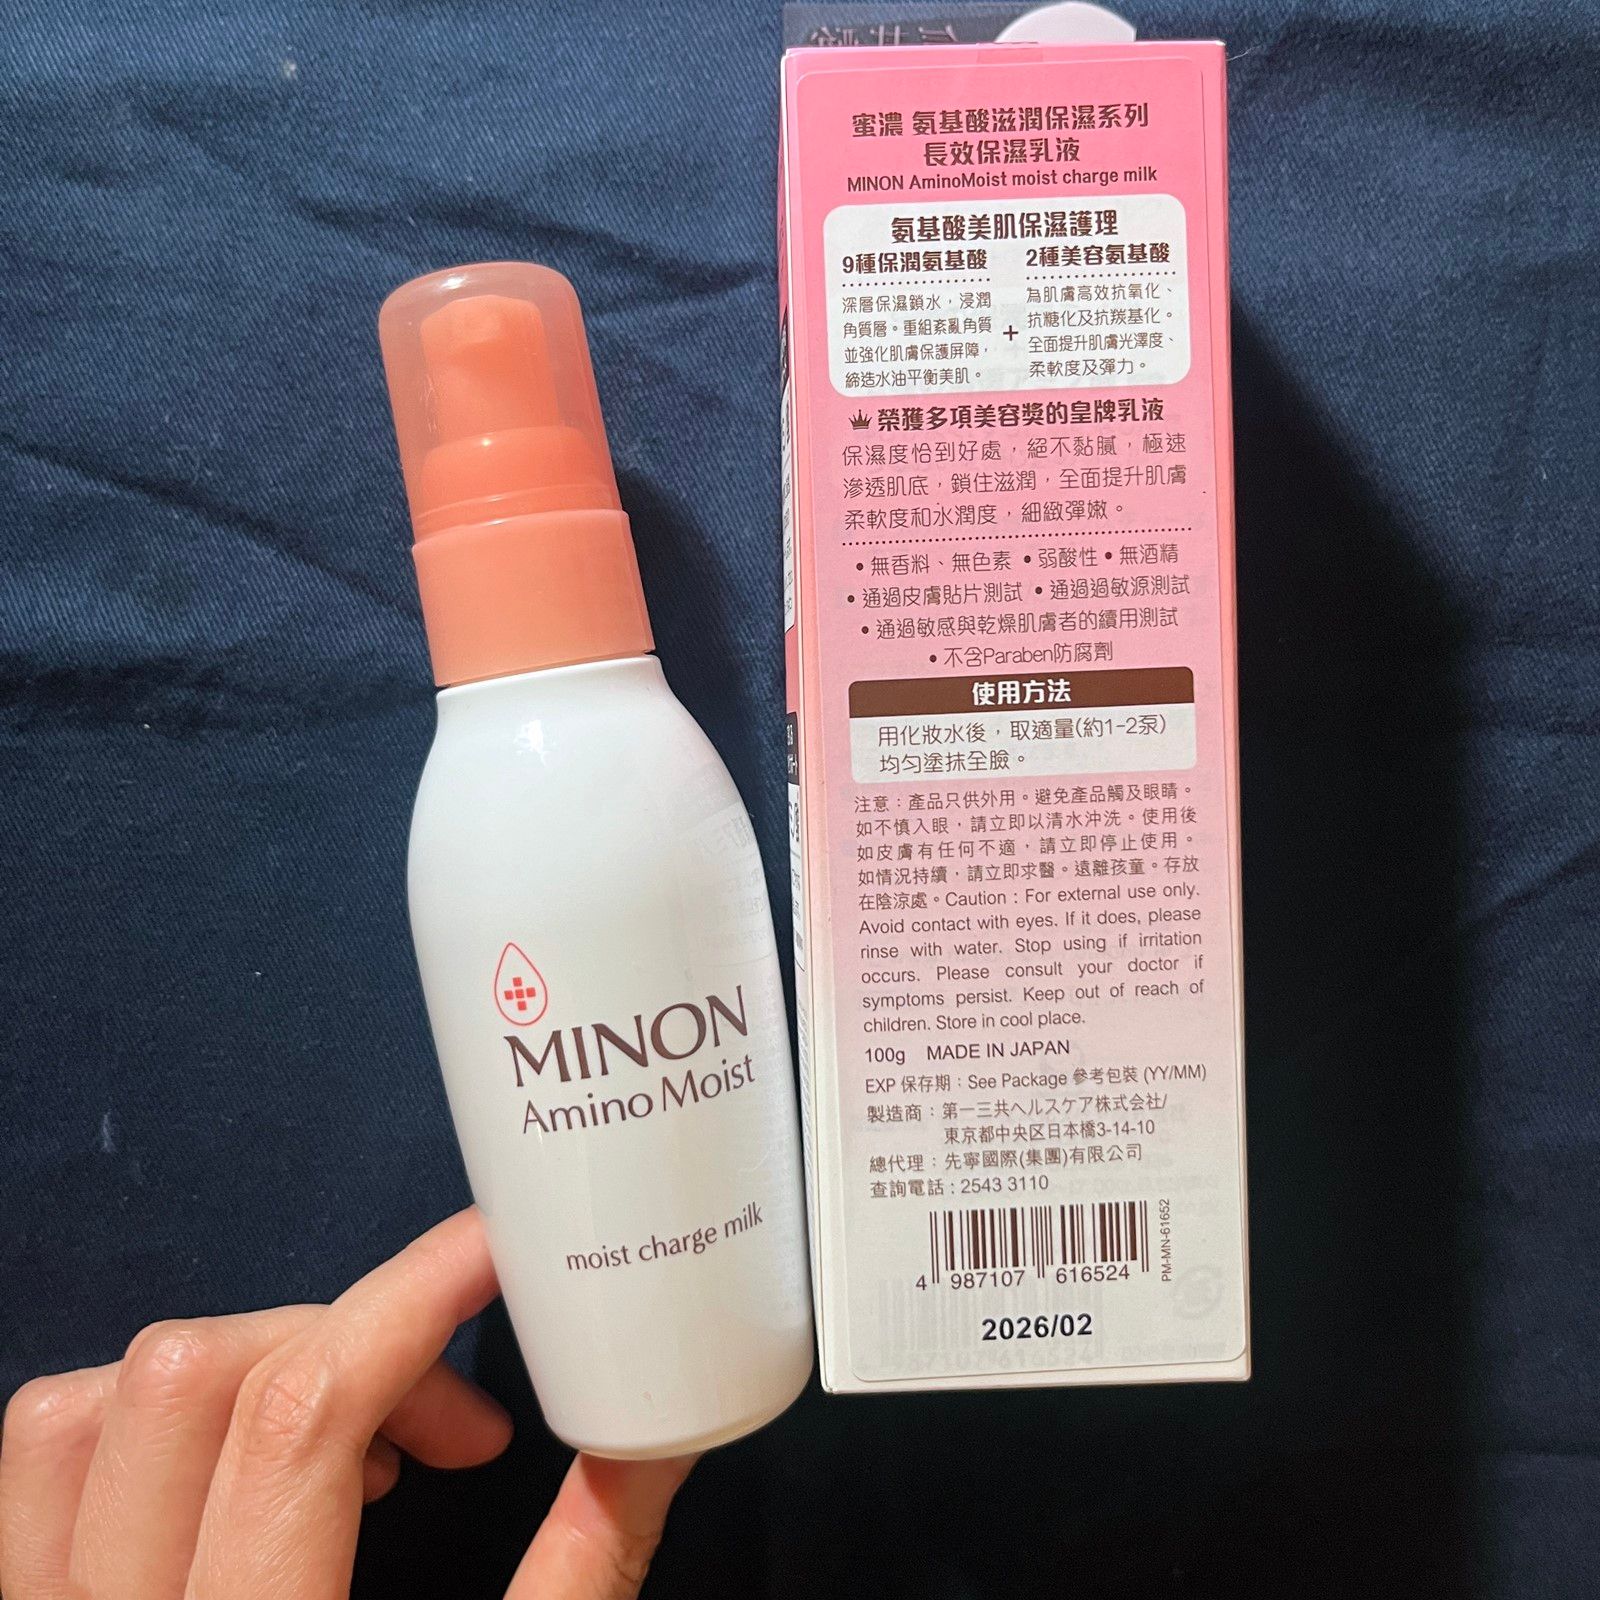 MINON
Amino Moist
moist charge milk
蜜濃 氨基酸滋潤保濕系列
長效保濕乳液
MINON AminoMoist moist charge milk
氨基酸美肌保濕護理
9種保潤氨基酸
深層保濕鎖水，浸潤
角質層。重組紊亂角質
並強化肌膚保護屏障，
締造水油平衡美肌。
+
2種美容氨基酸
為肌膚高效抗氧化、
抗糖化及抗羰基化。
全面提升肌膚光澤度、
柔軟度及彈力。
榮獲多項美容獎的皇牌乳液
保濕度恰到好處，絕不黏膩，極速
滲透肌底，鎖住滋潤，全面提升肌膚
柔軟度和水潤度，細緻彈嫩。
• 無香料、無色素 • 弱酸性 • 無酒精
• 通過皮膚貼片測試 • 通過過敏源測試
• 通過敏感與乾燥肌膚者的續用測試
• 不含Paraben防腐劑
使用方法
用化妝水後，取適量(約1-2泵)
均勻塗抹全臉。
注意：產品只供外用。避免產品觸及眼睛。
如不慎入眼，請立即以清水沖洗。使用後
如皮膚有任何不適，請立即停止使用。
如情況持續，請立即求醫。遠離孩童。存放
在陰涼處。Caution : For external use only.
Avoid contact with eyes. If it does, please
rinse with water. Stop using if irritation
occurs. Please consult your doctor if
symptoms persist. Keep out of reach of
children. Store in cool place.
100g MADE IN JAPAN
EXP 保存期：See Package 參考包裝 (YY/MM)
製造商：第一三共ヘルスケア株式会社/
東京都中央区日本橋3-14-10
總代理：先寧國際(集團)有限公司
查詢電話：2543 3110
4 987107 616524
PM-MN-61652
2026/02